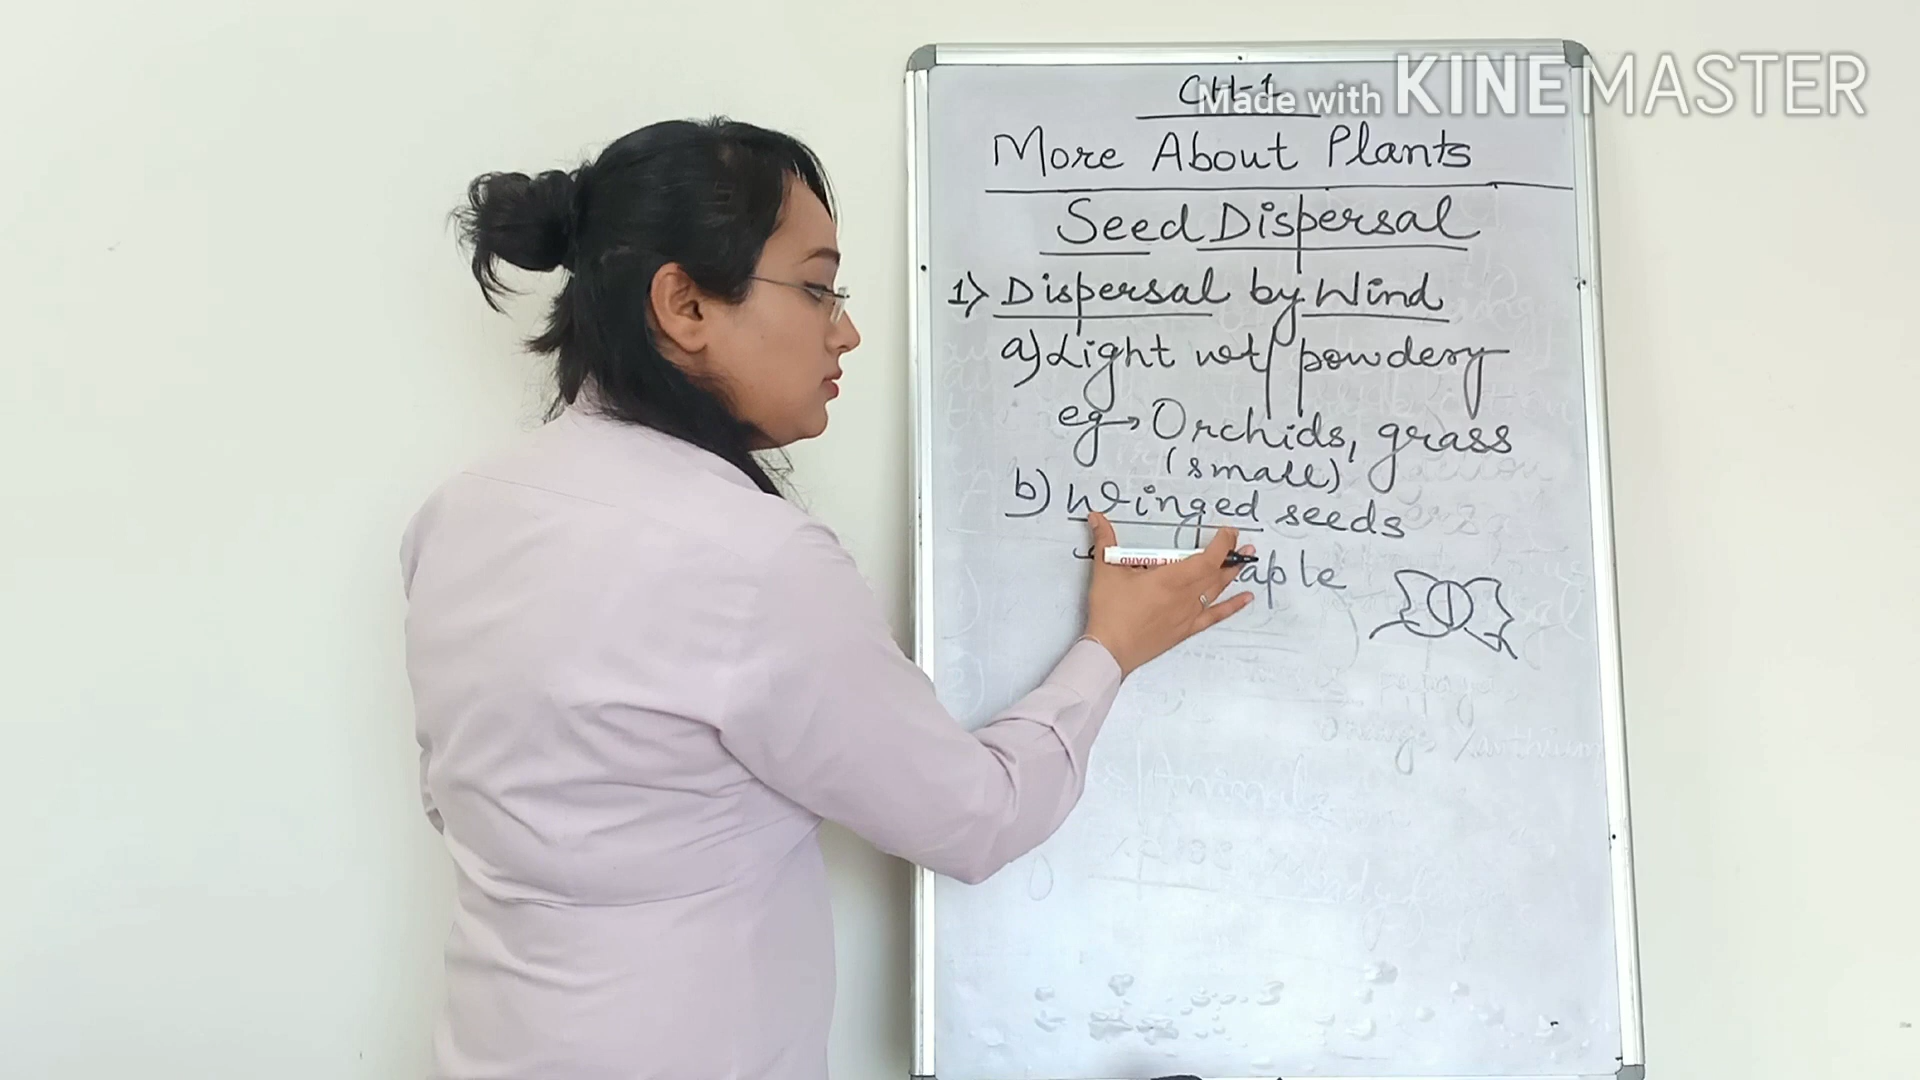 CH-1
Made with KINEMASTER
More About Plants
Seed Dispersal
1) Dispersal by Wind
a) Light wt/ powdery
eg → Orchids, grass
(small)
b) Winged seeds